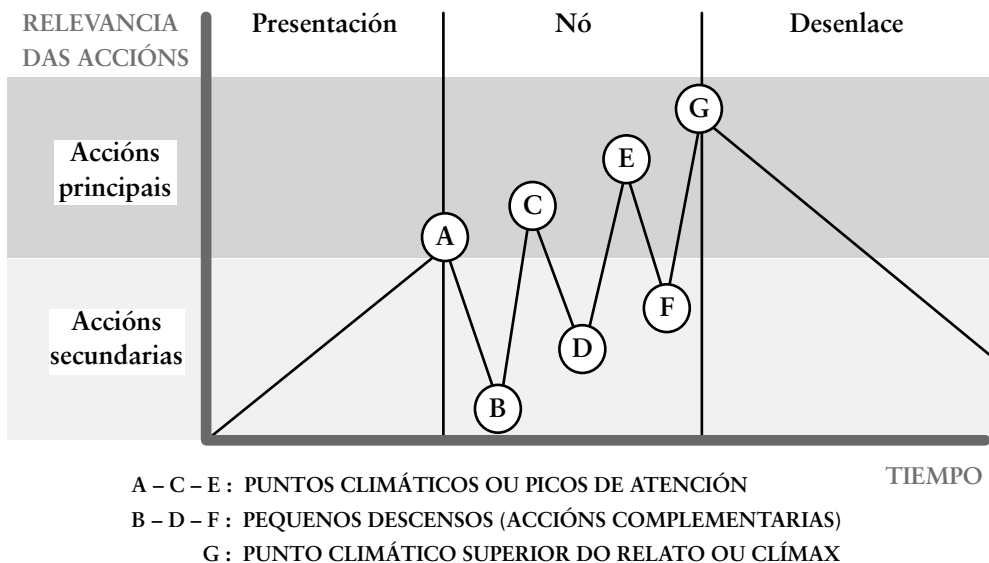 RELEVANCIA
DAS ACCIÓNS
Presentación
Nó
Desenlace
Accións
principais
Accións
secundarias
A
B
C
D
E
F
G
TIEMPO
A – C – E : PUNTOS CLIMÁTICOS OU PICOS DE ATENCIÓN
B – D – F : PEQUENOS DESCENSOS (ACCIÓNS COMPLEMENTARIAS)
G : PUNTO CLIMÁTICO SUPERIOR DO RELATO OU CLÍMAX